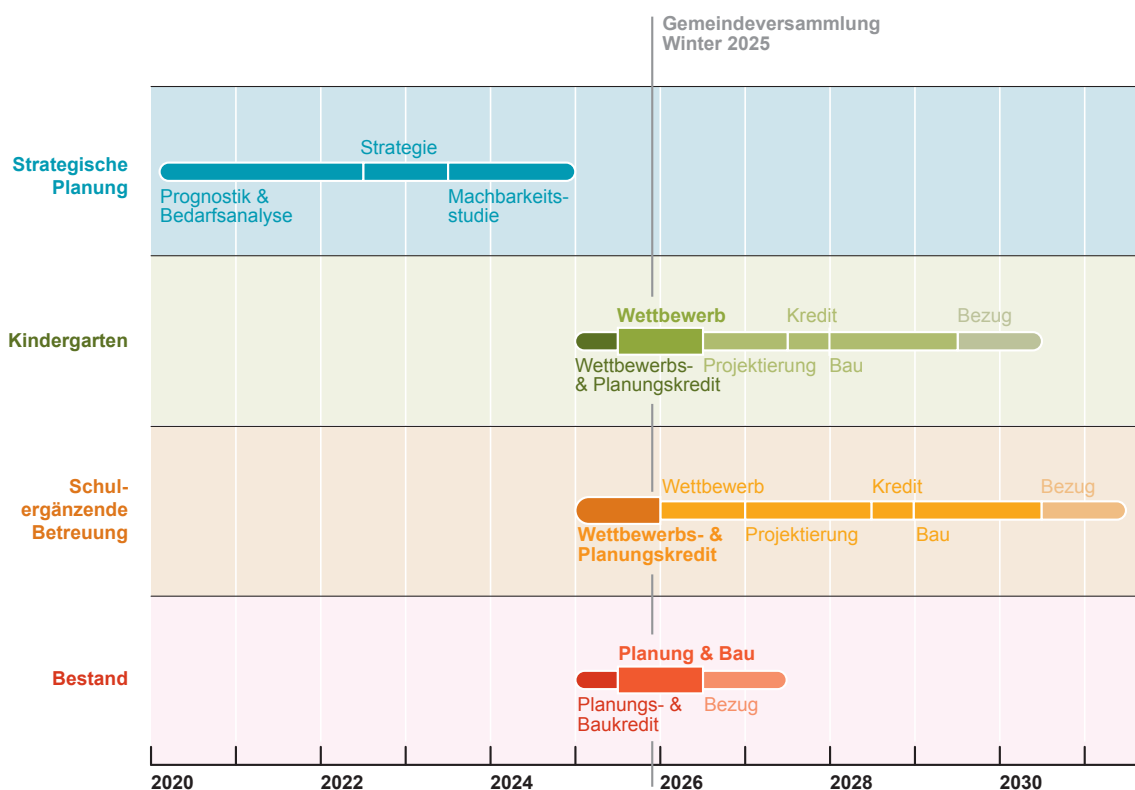 Gemeindeversammlung
Winter 2025
Strategische
Planung
Strategie
Prognostik &
Bedarfsanalyse
Machbarkeits-
studie
Kindergarten
Wettbewerb
Kredit
Bezug
Wettbewerbs-
& Planungskredit
Projektierung
Bau
Schul-
ergänzende
Betreuung
Wettbewerb
Kredit
Bezug
Wettbewerbs- &
Planungskredit
Projektierung
Bau
Bestand
Planung & Bau
Planungs- &
Baukredit
Bezug
2020
2022
2024
2026
2028
2030